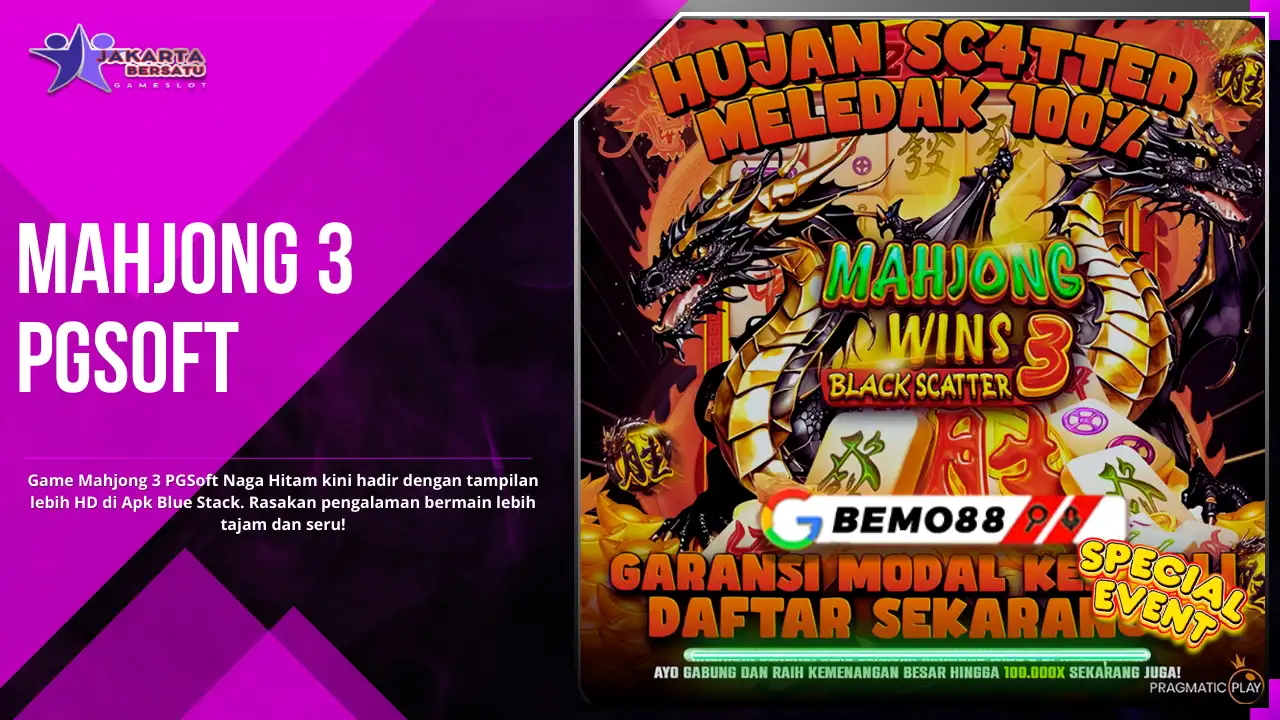 JAKARTA
BERSATU
GAMESLOT
MAHJONG 3
PGSOFT
Game Mahjong 3 PGSoft Naga Hitam kini hadir dengan tampilan
lebih HD di Apk Blue Stack. Rasakan pengalaman bermain lebih
tajam dan seru!
HUJAN SC4TTER
MELEDAK 100%
MAHJONG
WINS 3
BLACK SCATTER
BEMO88
GARANSI MODAL
DAFTAR
SPECIAL
EVENT
AYO GABUNG DAN RAIH KEMENANGAN BESAR HINGGA 100.000X SEKARANG JUGA!
PRAGMATIC PLAY